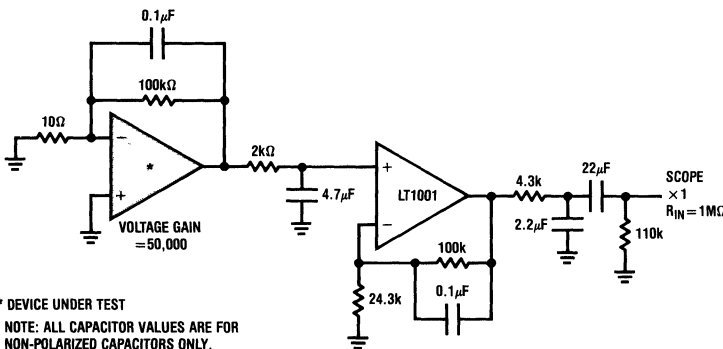 0.1µF
100kΩ
10Ω
−
*
+
VOLTAGE GAIN
=50,000
2kΩ
4.7µF
+
LT1001
−
100k
0.1µF
24.3k
4.3k
22µF
2.2µF
110k
SCOPE
×1
R_IN=1MΩ
* DEVICE UNDER TEST
NOTE: ALL CAPACITOR VALUES ARE FOR
NON-POLARIZED CAPACITORS ONLY.